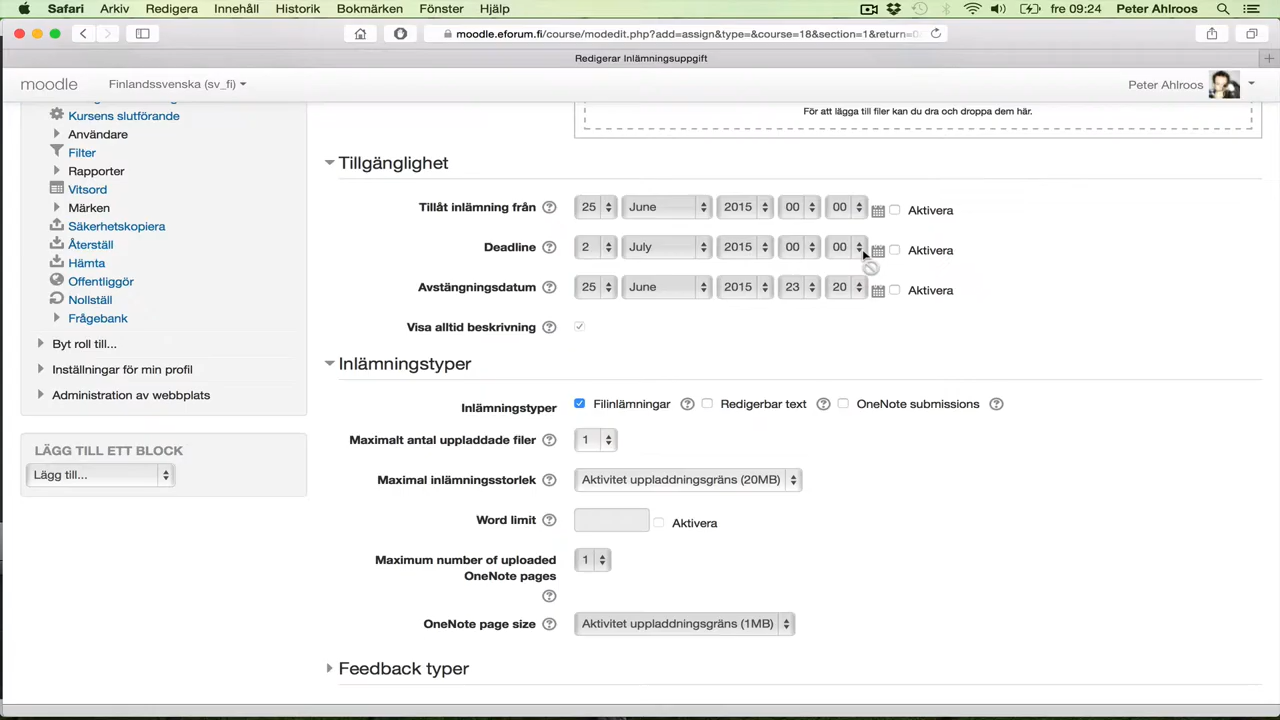 Safari Arkiv Redigera Innehåll Historik Bokmärken Fönster Hjälp fre 09:24 Peter Ahlroos
moodle.eforum.fi/course/modedit.php?add=assign&type=&course=18&section=1&return=0
Redigerar Inlämningsuppgift
moodle Finlandssvenska (sv_fi) Peter Ahlroos
Kursens slutförande
Användare
Filter
Rapporter
Vitsord
Märken
Säkerhetskopiera
Återställ
Hämta
Offentliggör
Nollställ
Frågebank
Byt roll till...
Inställningar för min profil
Administration av webbplats
LÄGG TILL ETT BLOCK
Lägg till...
För att lägga till filer kan du dra och droppa dem här.
Tillgänglighet
Tillåt inlämning från 25 June 2015 00 00 Aktivera
Deadline 2 July 2015 00 00 Aktivera
Avstängningsdatum 25 June 2015 23 20 Aktivera
Visa alltid beskrivning
Inlämningstyper
Inlämningstyper Filinlämningar Redigerbar text OneNote submissions
Maximalt antal uppladdade filer 1
Maximal inlämningsstorlek Aktivitet uppladdningsgräns (20MB)
Word limit Aktivera
Maximum number of uploaded 1
OneNote pages
OneNote page size Aktivitet uppladdningsgräns (1MB)
Feedback typer